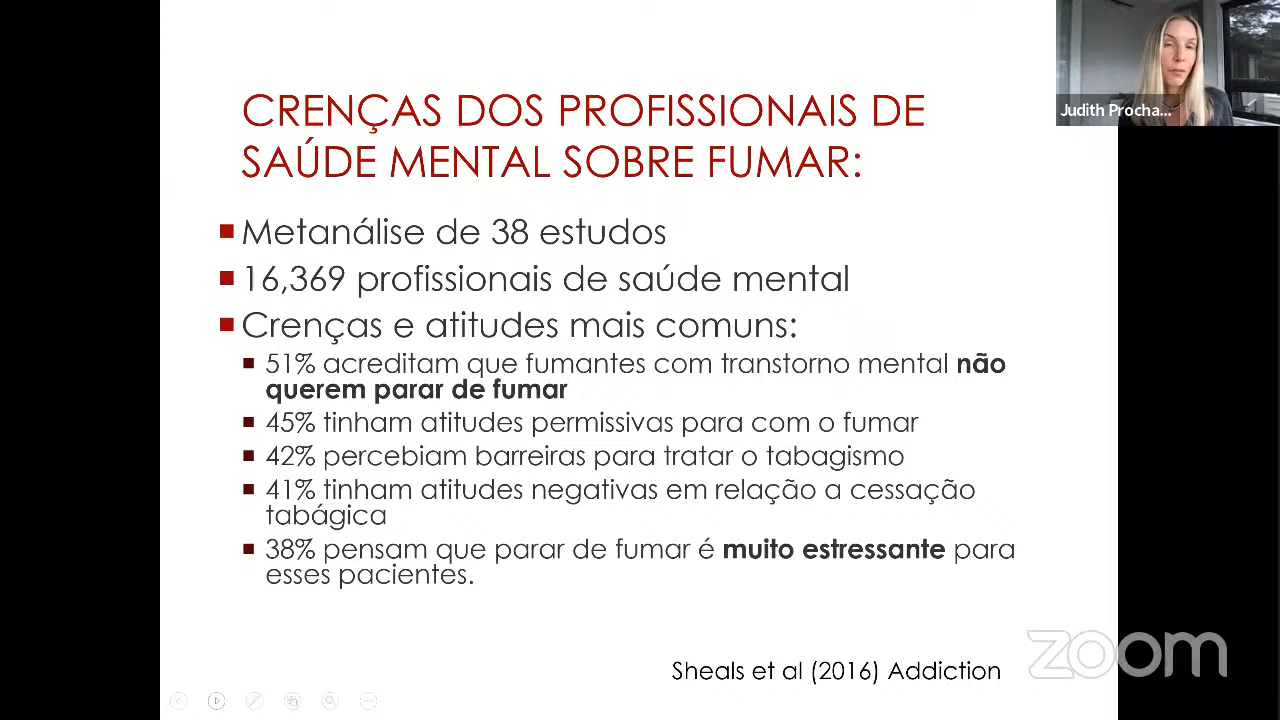 CRENÇAS DOS PROFISSIONAIS DE
SAÚDE MENTAL SOBRE FUMAR:
Metanálise de 38 estudos
16,369 profissionais de saúde mental
Crenças e atitudes mais comuns:
51% acreditam que fumantes com transtorno mental não
querem parar de fumar
45% tinham atitudes permissivas para com o fumar
42% percebiam barreiras para tratar o tabagismo
41% tinham atitudes negativas em relação a cessação
tabágica
38% pensam que parar de fumar é muito estressante para
esses pacientes.
Sheals et al (2016) Addiction
Judith Procha...
zoom